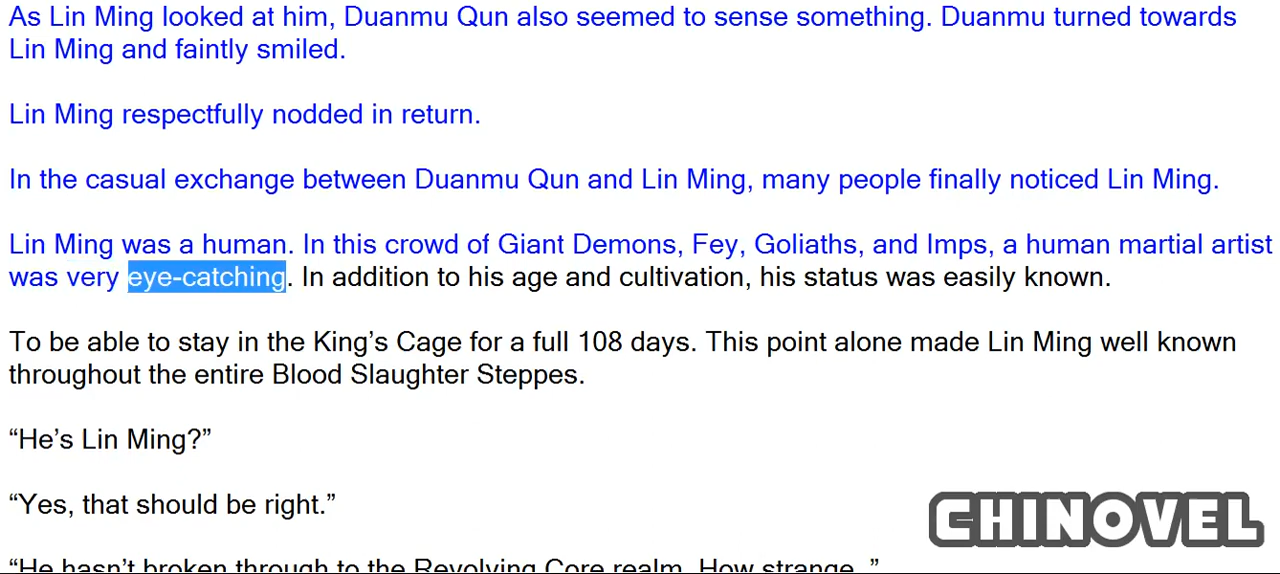 As Lin Ming looked at him, Duanmu Qun also seemed to sense something. Duanmu turned towards
Lin Ming and faintly smiled.
Lin Ming respectfully nodded in return.
In the casual exchange between Duanmu Qun and Lin Ming, many people finally noticed Lin Ming.
Lin Ming was a human. In this crowd of Giant Demons, Fey, Goliaths, and Imps, a human martial artist
was very eye-catching. In addition to his age and cultivation, his status was easily known.
To be able to stay in the King’s Cage for a full 108 days. This point alone made Lin Ming well known
throughout the entire Blood Slaughter Steppes.
“He’s Lin Ming?”
“Yes, that should be right.”
“He hasn’t broken through to the Revolving Core realm. How strange. ”
CHINOVEL